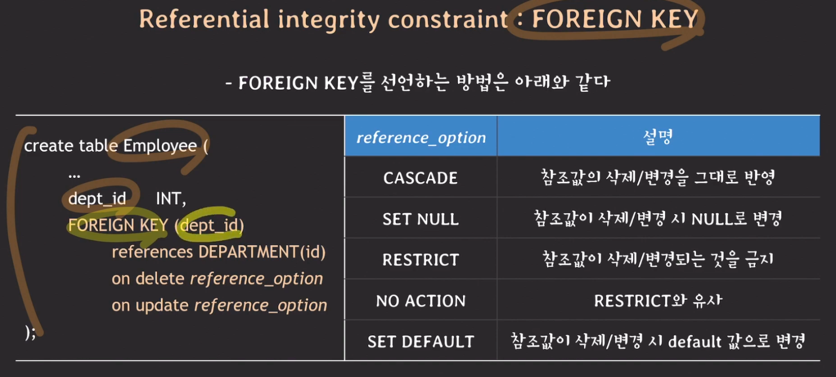 Referential integrity constraint : FOREIGN KEY
- FOREIGN KEY를 선언하는 방법은 아래와 같다
create table Employee (
...
dept_id INT,
FOREIGN KEY (dept_id)
references DEPARTMENT(id)
on delete reference_option
on update reference_option
);
reference_option 설명
CASCADE 참조값의 삭제/변경을 그대로 반영
SET NULL 참조값이 삭제/변경 시 NULL로 변경
RESTRICT 참조값이 삭제/변경되는 것을 금지
NO ACTION RESTRICT와 유사
SET DEFAULT 참조값이 삭제/변경 시 default 값으로 변경